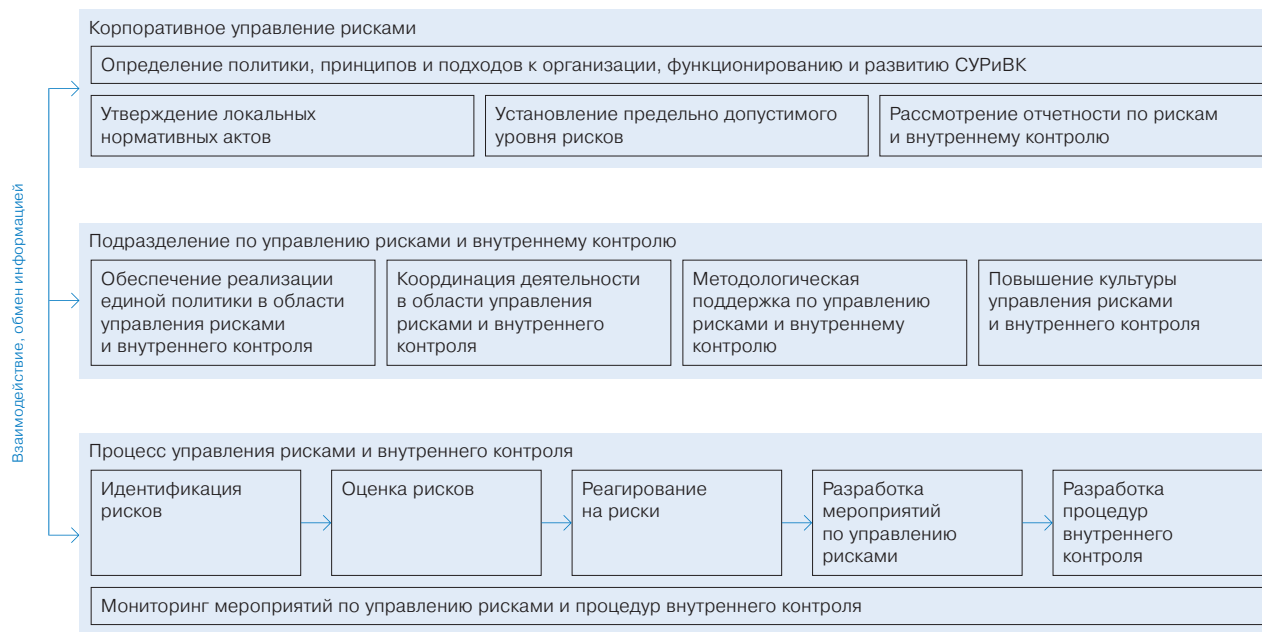 Корпоративное управление рисками
Определение политики, принципов и подходов к организации, функционированию и развитию СУРиВК
Утверждение локальных
нормативных актов
Установление предельно допустимого
уровня рисков
Рассмотрение отчетности по рискам
и внутреннему контролю
Взаимодействие, обмен информацией
Подразделение по управлению рисками и внутреннему контролю
Обеспечение реализации
единой политики в области
управления рисками
и внутреннего контроля
Координация деятельности
в области управления
рисками и внутреннего
контроля
Методологическая
поддержка по управлению
рисками и внутреннему
контролю
Повышение культуры
управления рисками
и внутреннего контроля
Процесс управления рисками и внутреннего контроля
Идентификация
рисков
Оценка рисков
Реагирование
на риски
Разработка
мероприятий
по управлению
рисками
Разработка
процедур
внутреннего
контроля
Мониторинг мероприятий по управлению рисками и процедур внутреннего контроля